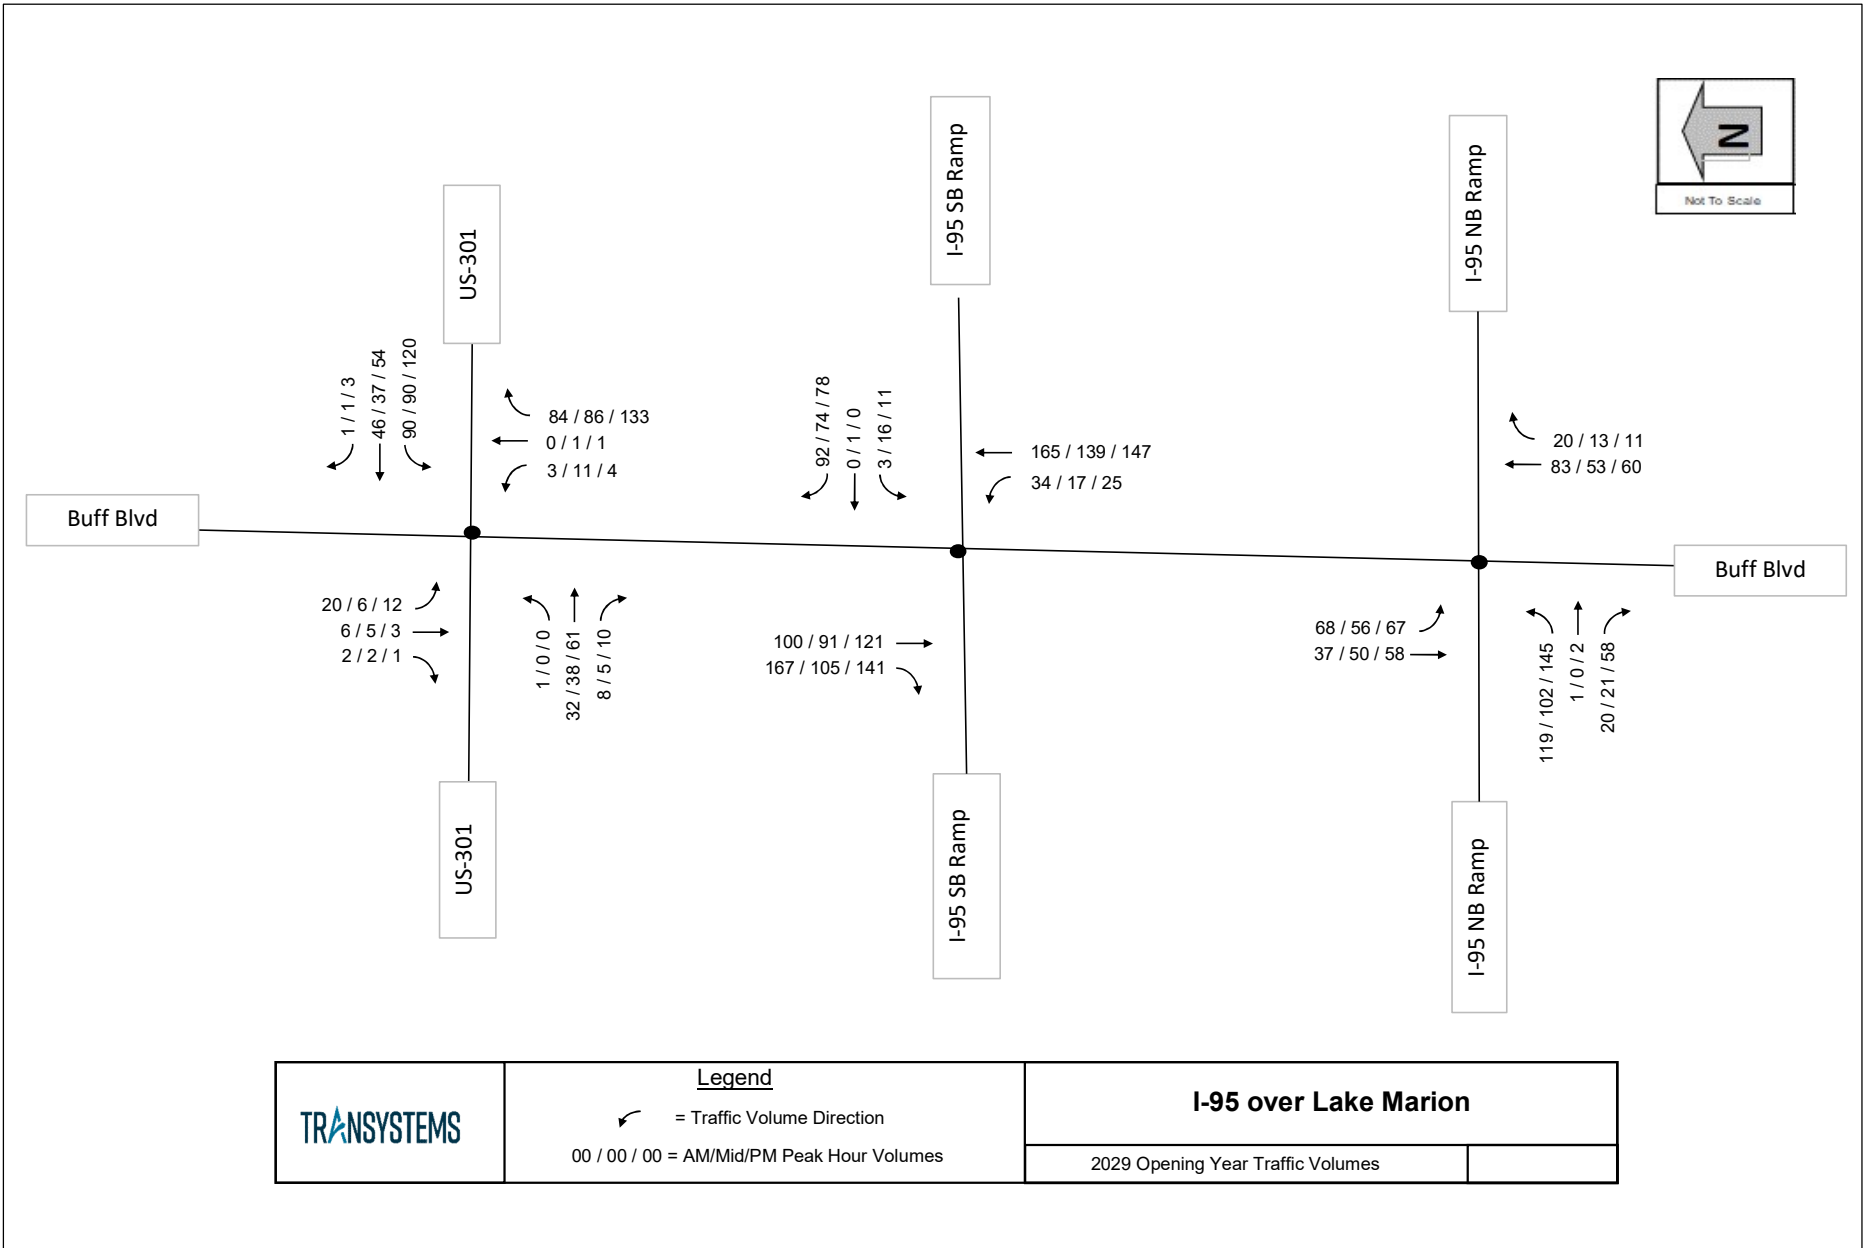 N
Not To Scale
US-301
I-95 SB Ramp
I-95 NB Ramp
1 / 1 / 3
46 / 37 / 54
90 / 90 / 120
84 / 86 / 133
0 / 1 / 1
3 / 11 / 4
92 / 74 / 78
0 / 1 / 0
3 / 16 / 11
165 / 139 / 147
34 / 17 / 25
20 / 13 / 11
83 / 53 / 60
Buff Blvd
Buff Blvd
20 / 6 / 12
6 / 5 / 3
2 / 2 / 1
1 / 0 / 0
32 / 38 / 61
8 / 5 / 10
100 / 91 / 121
167 / 105 / 141
68 / 56 / 67
37 / 50 / 58
119 / 102 / 145
1 / 0 / 2
20 / 21 / 58
US-301
I-95 SB Ramp
I-95 NB Ramp
TRANSYSTEMS
Legend
= Traffic Volume Direction
00 / 00 / 00 = AM/Mid/PM Peak Hour Volumes
I-95 over Lake Marion
2029 Opening Year Traffic Volumes